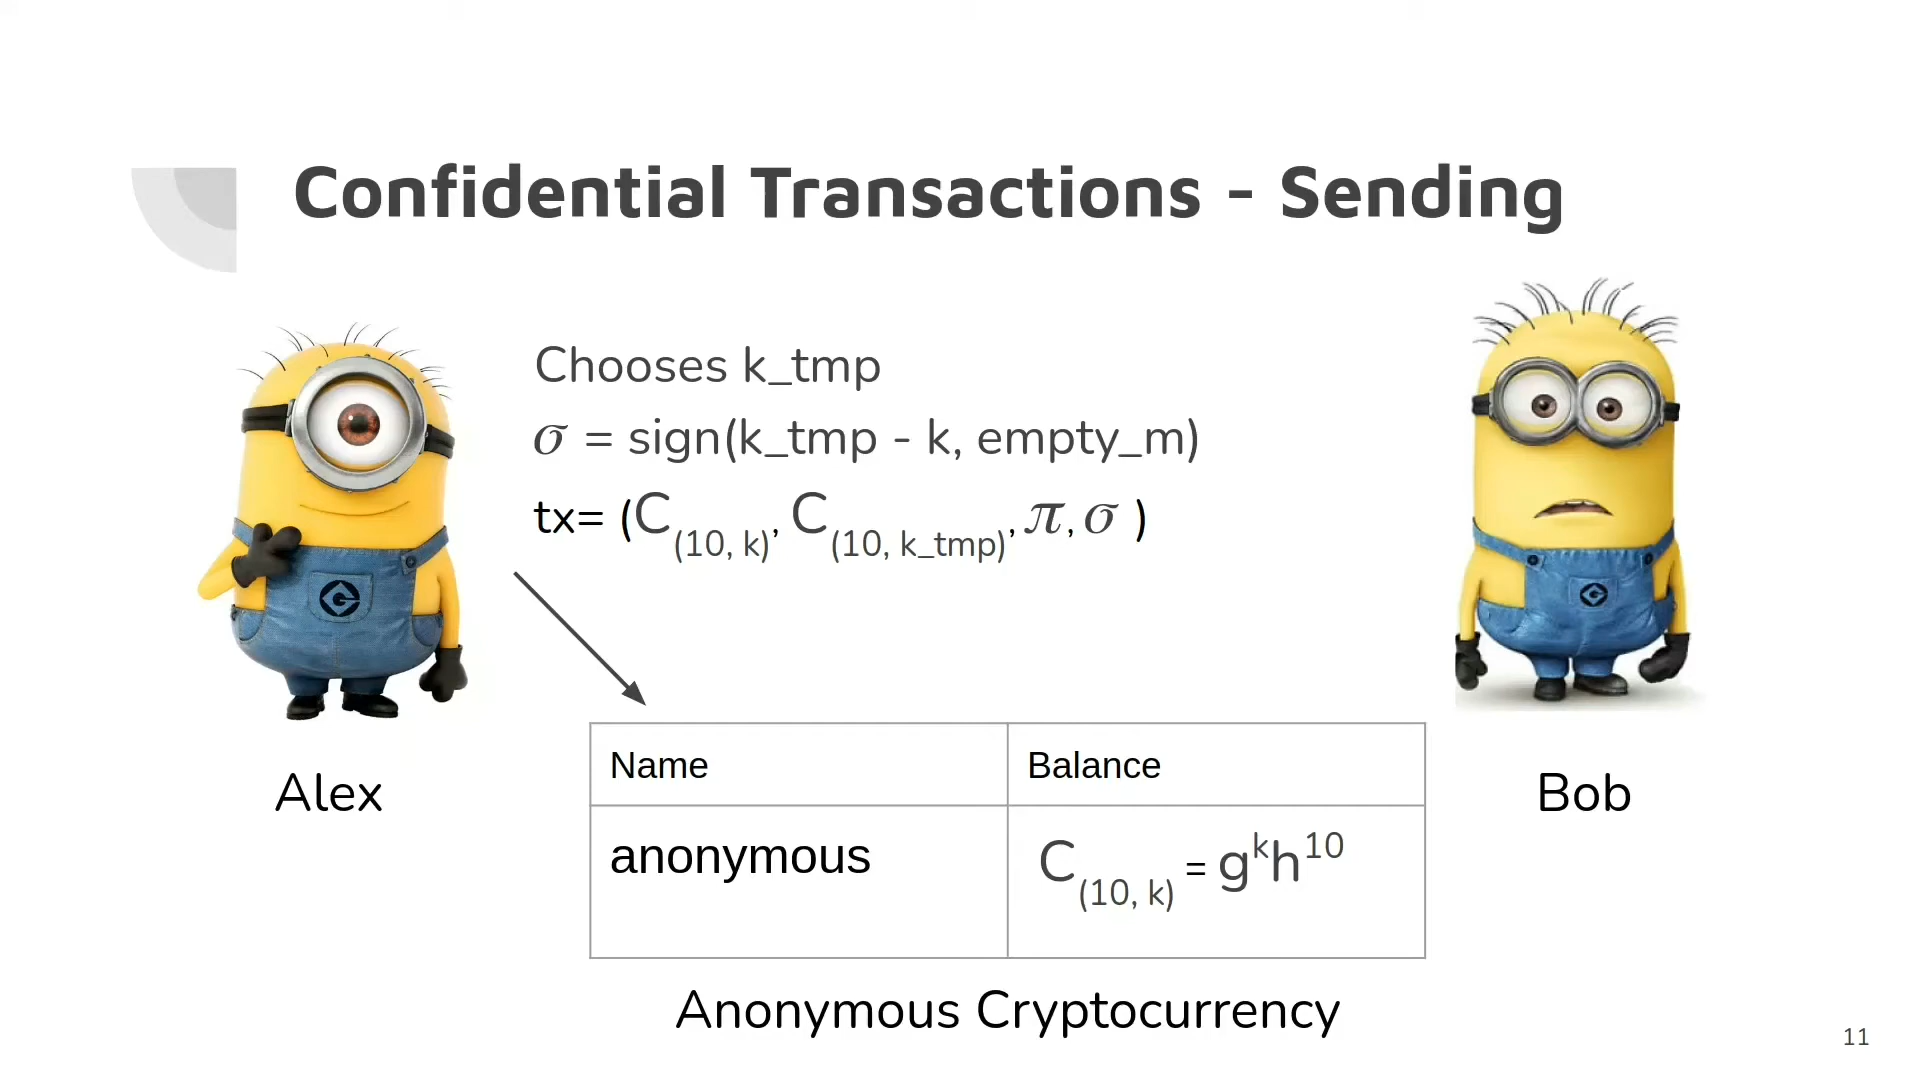 Confidential Transactions - Sending
Chooses k_tmp
σ = sign(k_tmp - k, empty_m)
tx= (C(10, k), C(10, k_tmp), π, σ )
Alex
Bob
Name Balance
anonymous C(10, k) = gᵏh¹⁰
Anonymous Cryptocurrency
11